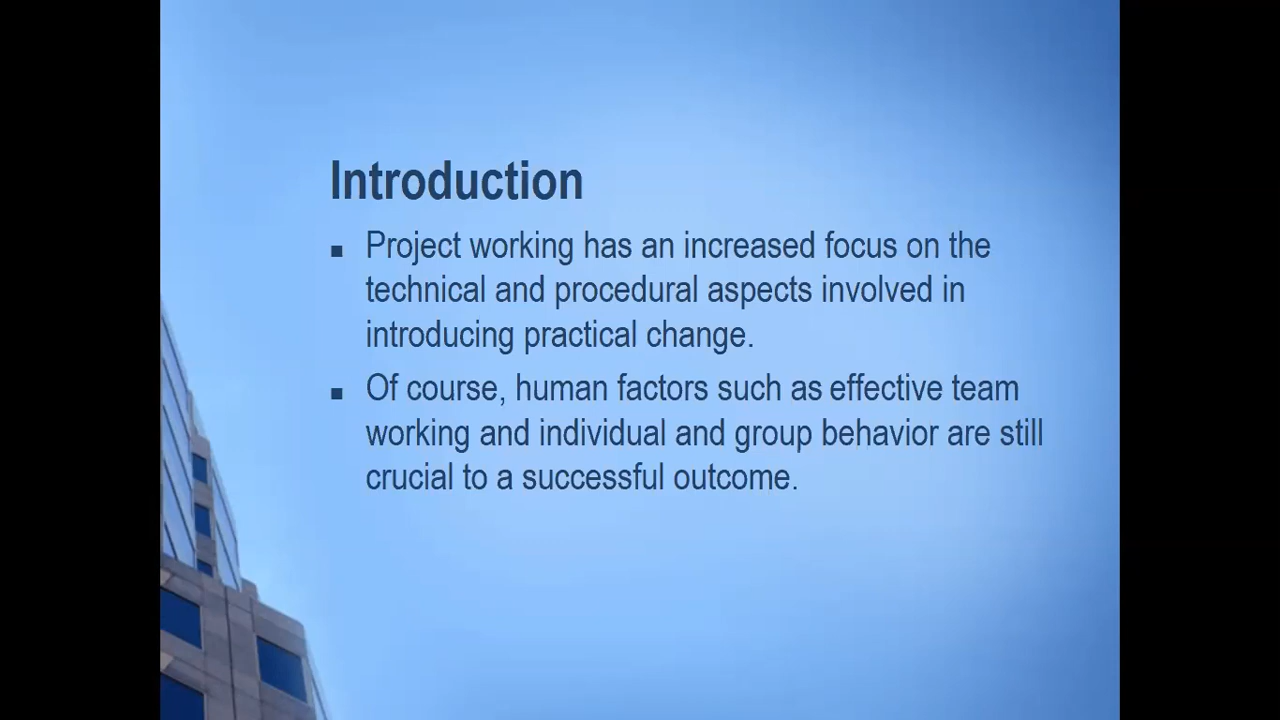 Introduction
▪ Project working has an increased focus on the
technical and procedural aspects involved in
introducing practical change.
▪ Of course, human factors such as effective team
working and individual and group behavior are still
crucial to a successful outcome.